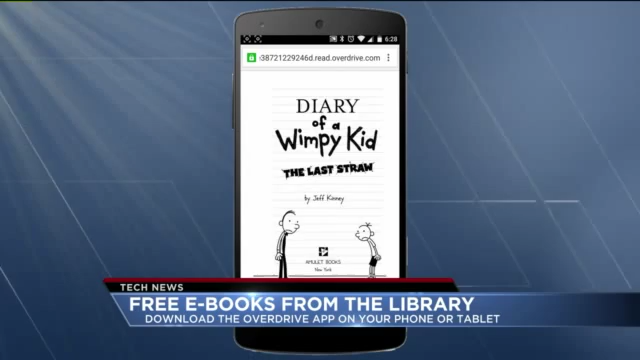 6:28
38721229246d.read.overdrive.com
DIARY
of a
Wimpy Kid
THE LAST STRAW
by Jeff Kinney
AMULET BOOKS
New York
TECH NEWS
FREE E-BOOKS FROM THE LIBRARY
DOWNLOAD THE OVERDRIVE APP ON YOUR PHONE OR TABLET